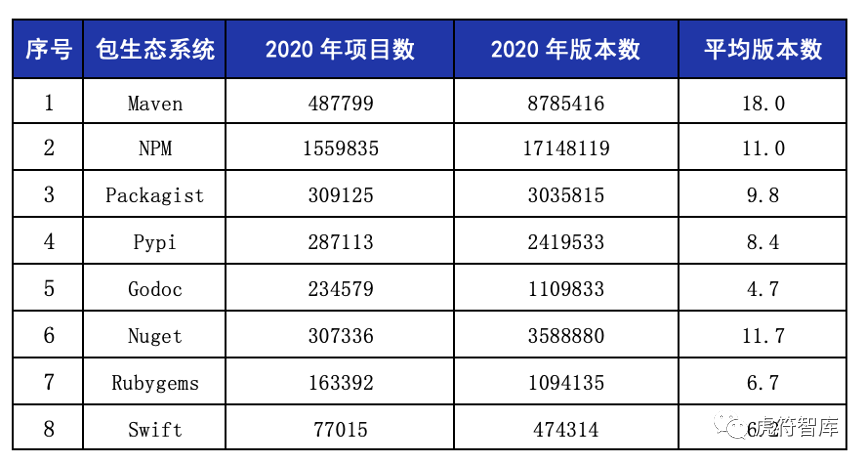 序号 包生态系统 2020 年项目数 2020 年版本数 平均版本数
1 Maven 487799 8785416 18.0
2 NPM 1559835 17148119 11.0
3 Packagist 309125 3035815 9.8
4 Pypi 287113 2419533 8.4
5 Godoc 234579 1109833 4.7
6 Nuget 307336 3588880 11.7
7 Rubygems 163392 1094135 6.7
8 Swift 77015 474314 6.2
虎符智库